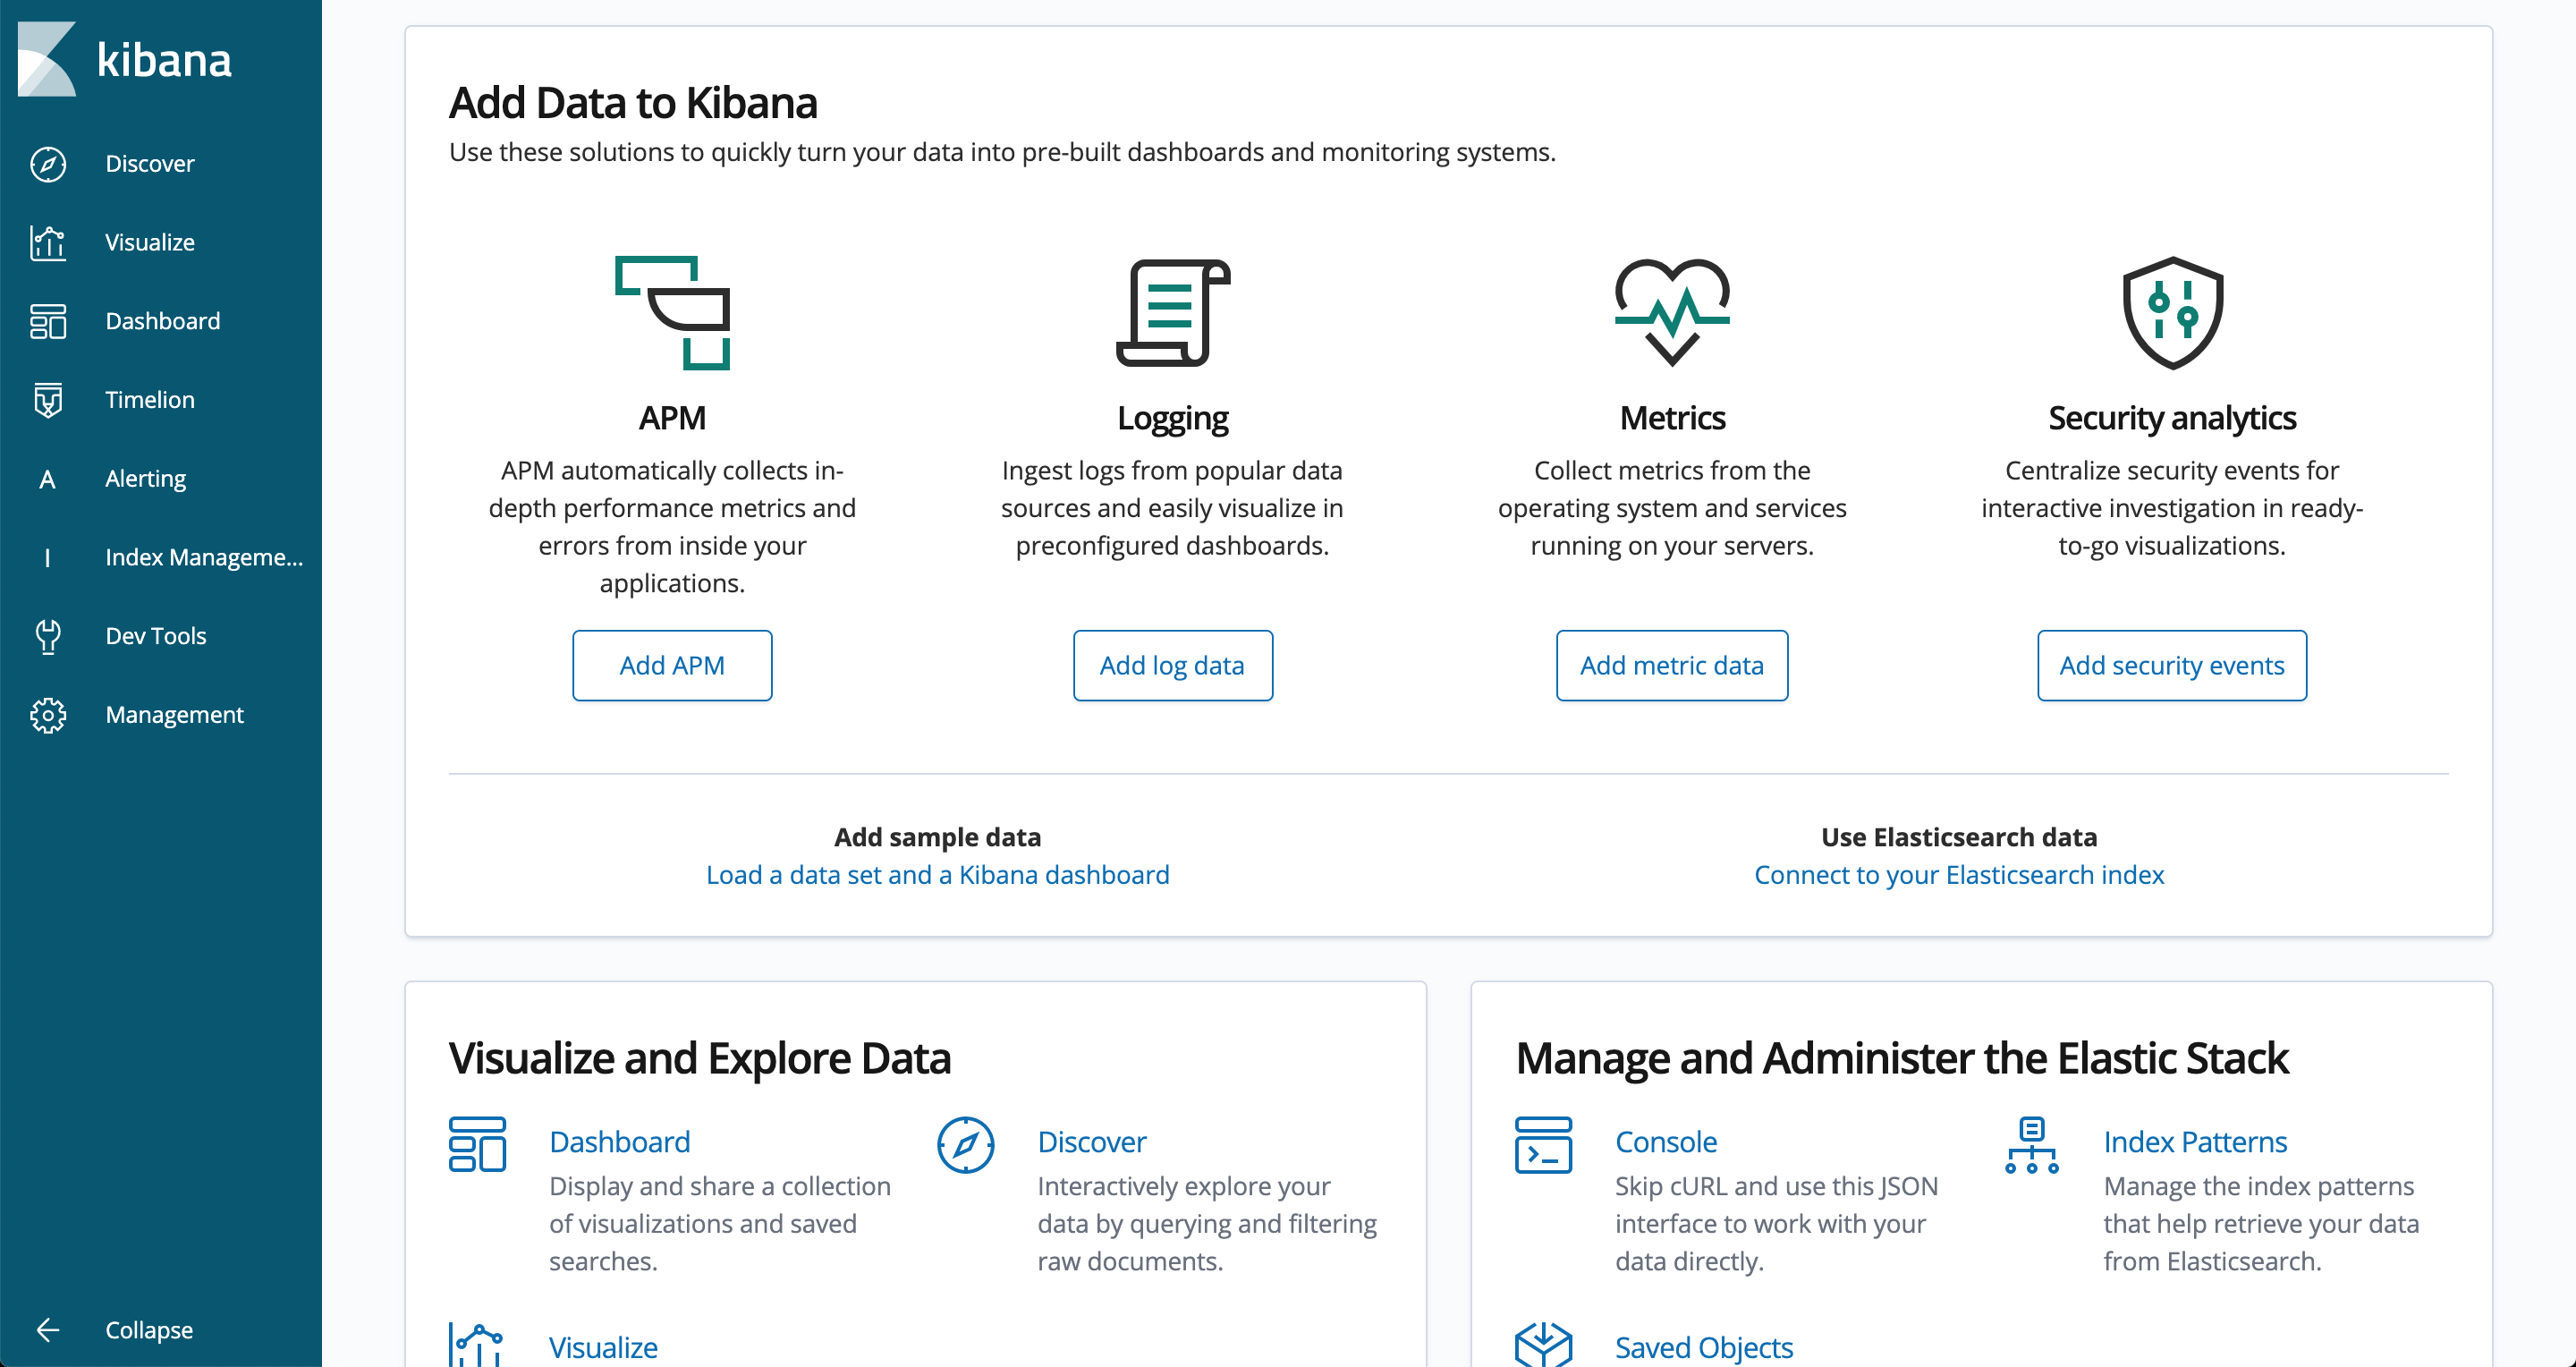 kibana
Discover
Visualize
Dashboard
Timelion
A Alerting
I Index Manageme...
Dev Tools
Management
Collapse
Add Data to Kibana
Use these solutions to quickly turn your data into pre-built dashboards and monitoring systems.
APM
APM automatically collects in-
depth performance metrics and
errors from inside your
applications.
Add APM
Logging
Ingest logs from popular data
sources and easily visualize in
preconfigured dashboards.
Add log data
Metrics
Collect metrics from the
operating system and services
running on your servers.
Add metric data
Security analytics
Centralize security events for
interactive investigation in ready-
to-go visualizations.
Add security events
Add sample data
Load a data set and a Kibana dashboard
Use Elasticsearch data
Connect to your Elasticsearch index
Visualize and Explore Data
Dashboard
Display and share a collection
of visualizations and saved
searches.
Discover
Interactively explore your
data by querying and filtering
raw documents.
Visualize
Manage and Administer the Elastic Stack
Console
Skip cURL and use this JSON
interface to work with your
data directly.
Index Patterns
Manage the index patterns
that help retrieve your data
from Elasticsearch.
Saved Objects